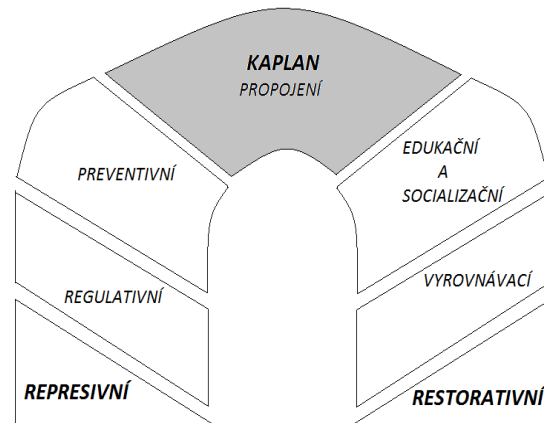 KAPLAN
PROPOJENÍ
PREVENTIVNÍ
EDUKAČNÍ
A
SOCIALIZAČNÍ
REGULATIVNÍ
VYROVNÁVACÍ
REPRESIVNÍ
RESTORATIVNÍ